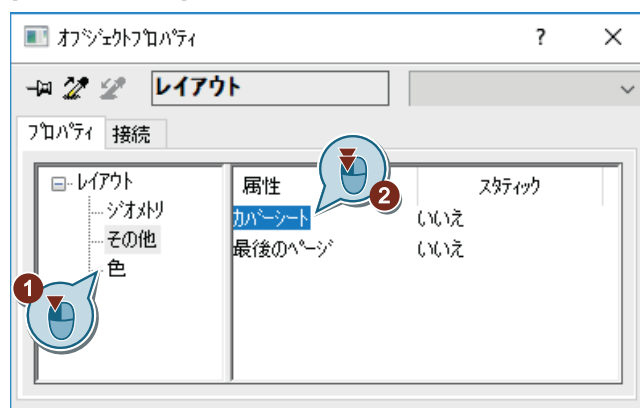 オブジェクトプロパティ ?
レイアウト
プロパティ 接続
レイアウト
ジオメトリ
その他
色
属性 スタティック
カバーシート いいえ
最後のページ いいえ
1
2